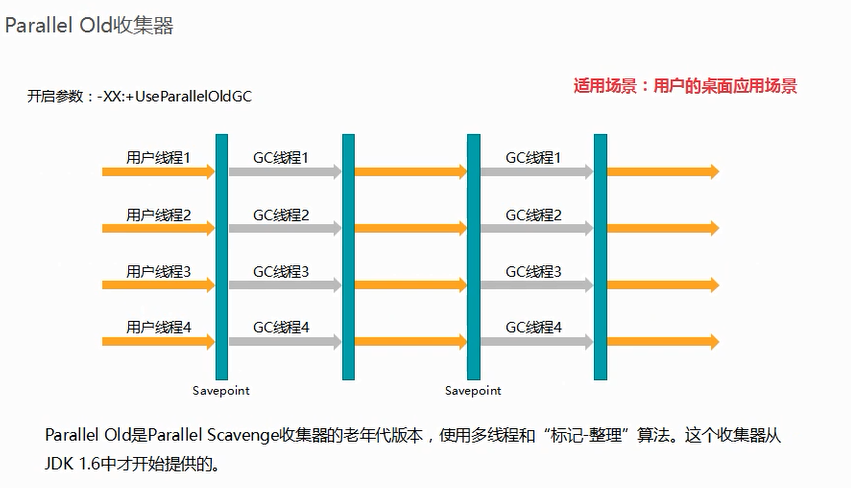 Parallel Old收集器
适用场景：用户的桌面应用场景
开启参数：-XX:+UseParallelOldGC
用户线程1 GC线程1 GC线程1
用户线程2 GC线程2 GC线程2
用户线程3 GC线程3 GC线程3
用户线程4 GC线程4 GC线程4
Savepoint Savepoint
Parallel Old是Parallel Scavenge收集器的老年代版本，使用多线程和“标记-整理”算法。这个收集器从
JDK 1.6中才开始提供的。